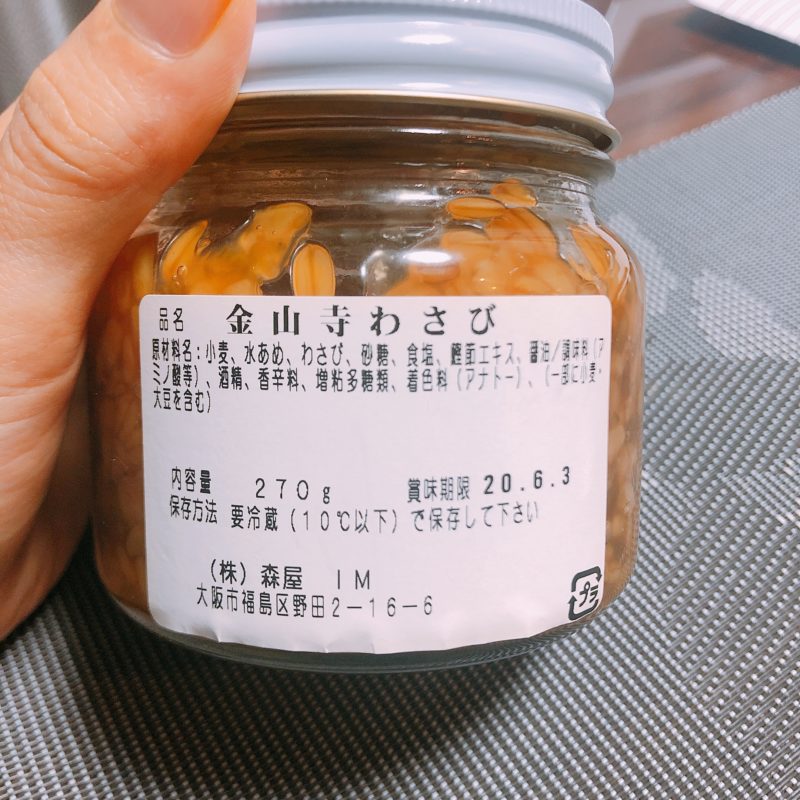 品名 金山寺わさび
原材料名：小麦、水あめ、わさび、砂糖、食塩、鰹節エキス、醤油／調味料（ア
ミノ酸等）、酒精、香辛料、増粘多糖類、着色料（アナトー）、（一部に小麦・
大豆を含む）
内容量 270g 賞味期限 20.6.3
保存方法 要冷蔵（10℃以下）で保存して下さい
（株）森屋 IM
大阪市福島区野田2－16－6
プラ